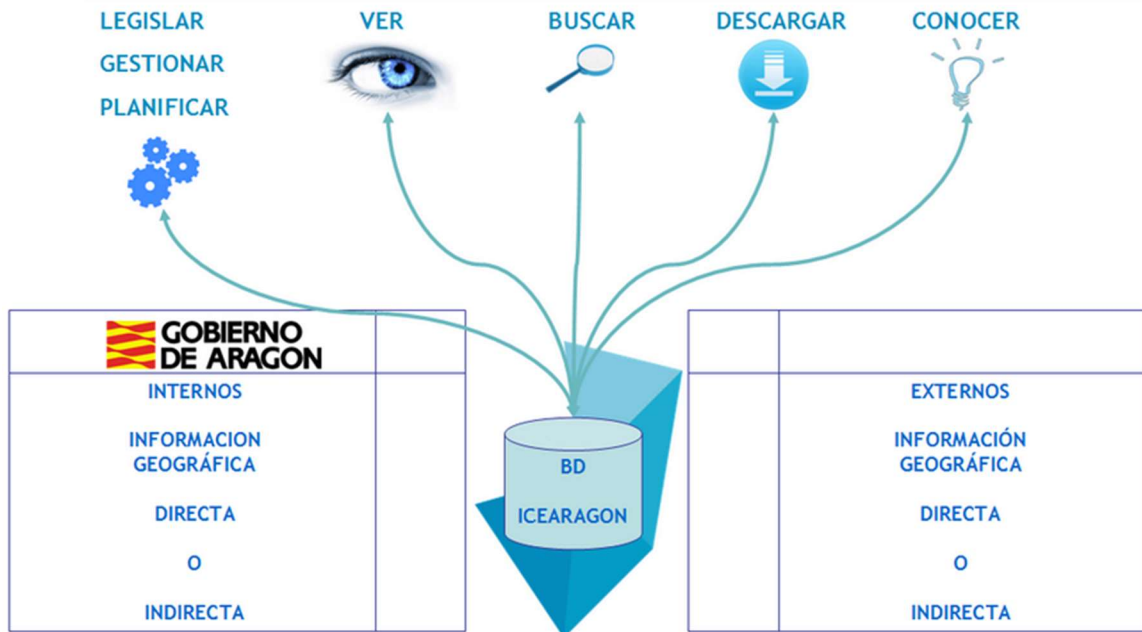 LEGISLAR
GESTIONAR
PLANIFICAR
VER
BUSCAR
DESCARGAR
CONOCER
GOBIERNO
DE ARAGON
INTERNOS
INFORMACION
GEOGRÁFICA
DIRECTA
O
INDIRECTA
BD
ICEARAGON
EXTERNOS
INFORMACIÓN
GEOGRÁFICA
DIRECTA
O
INDIRECTA